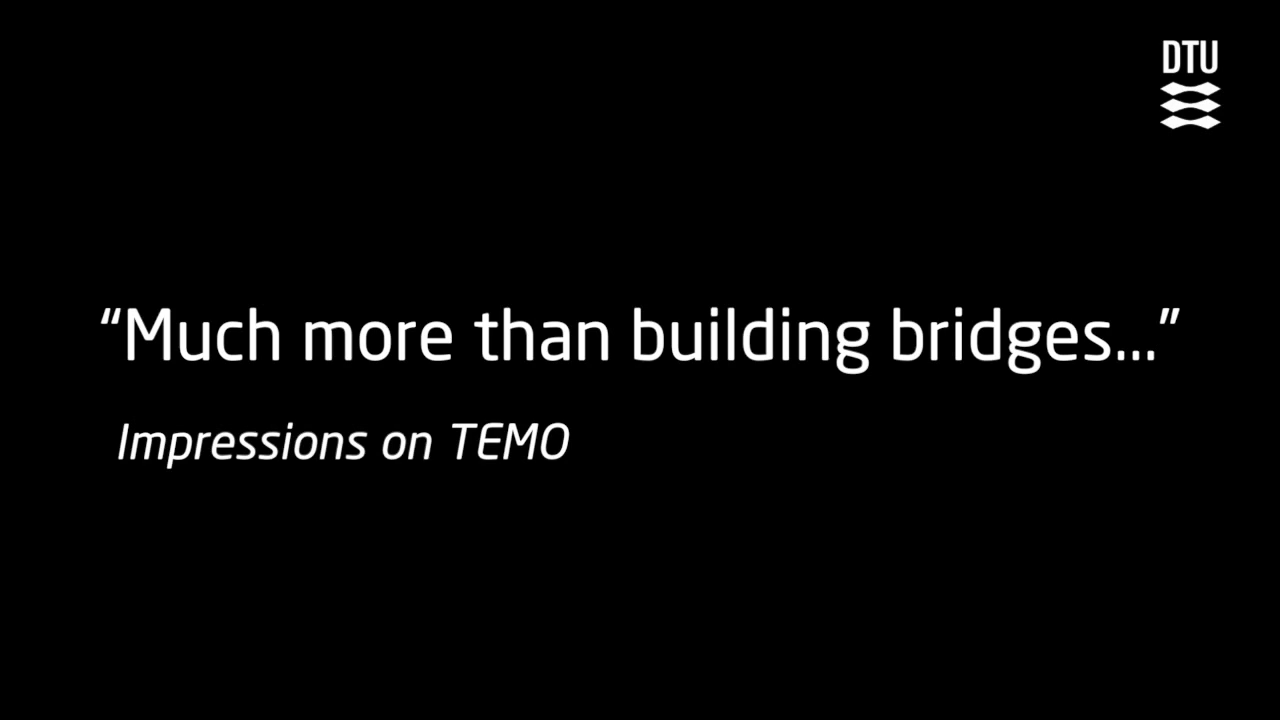 DTU
“Much more than building bridges...”
Impressions on TEMO